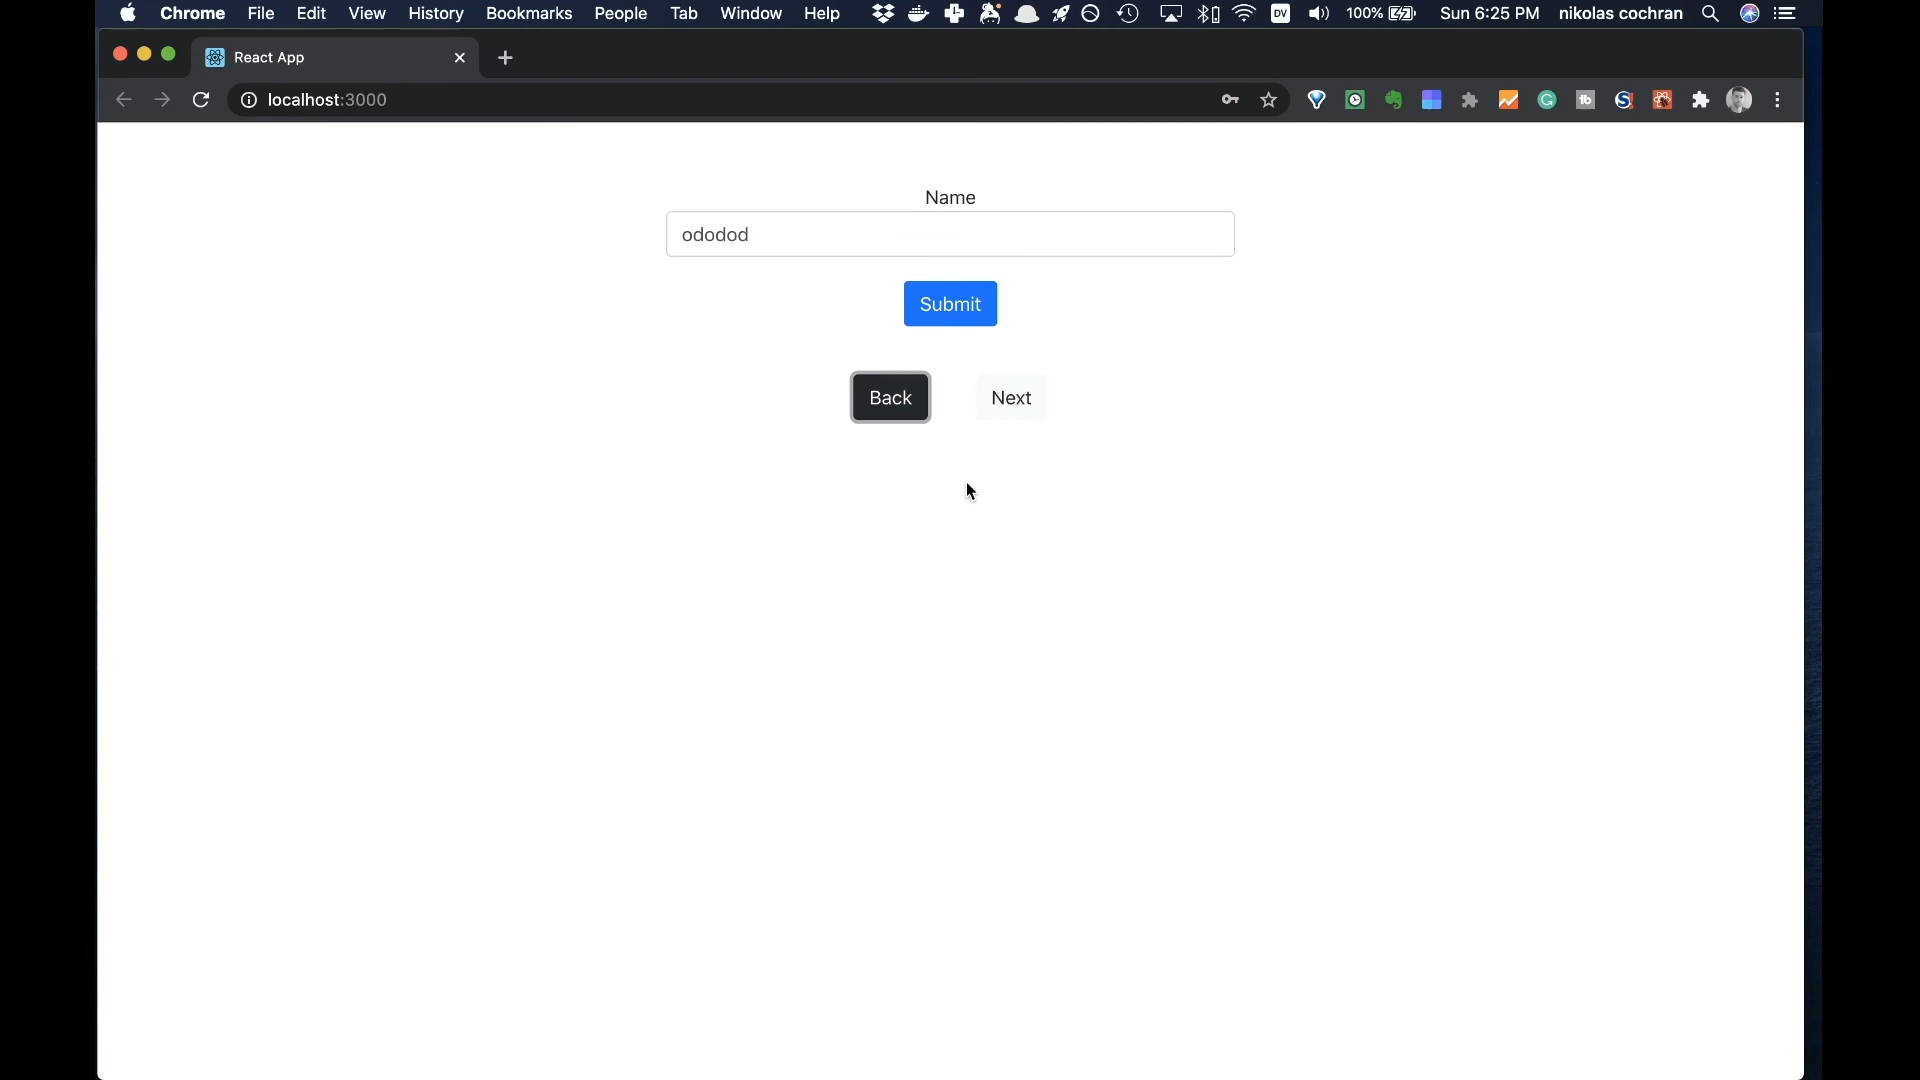 Chrome File Edit View History Bookmarks People Tab Window Help DV 100% Sun 6:25 PM nikolas cochran
React App
localhost:3000
Name
ododod
Submit
Back Next